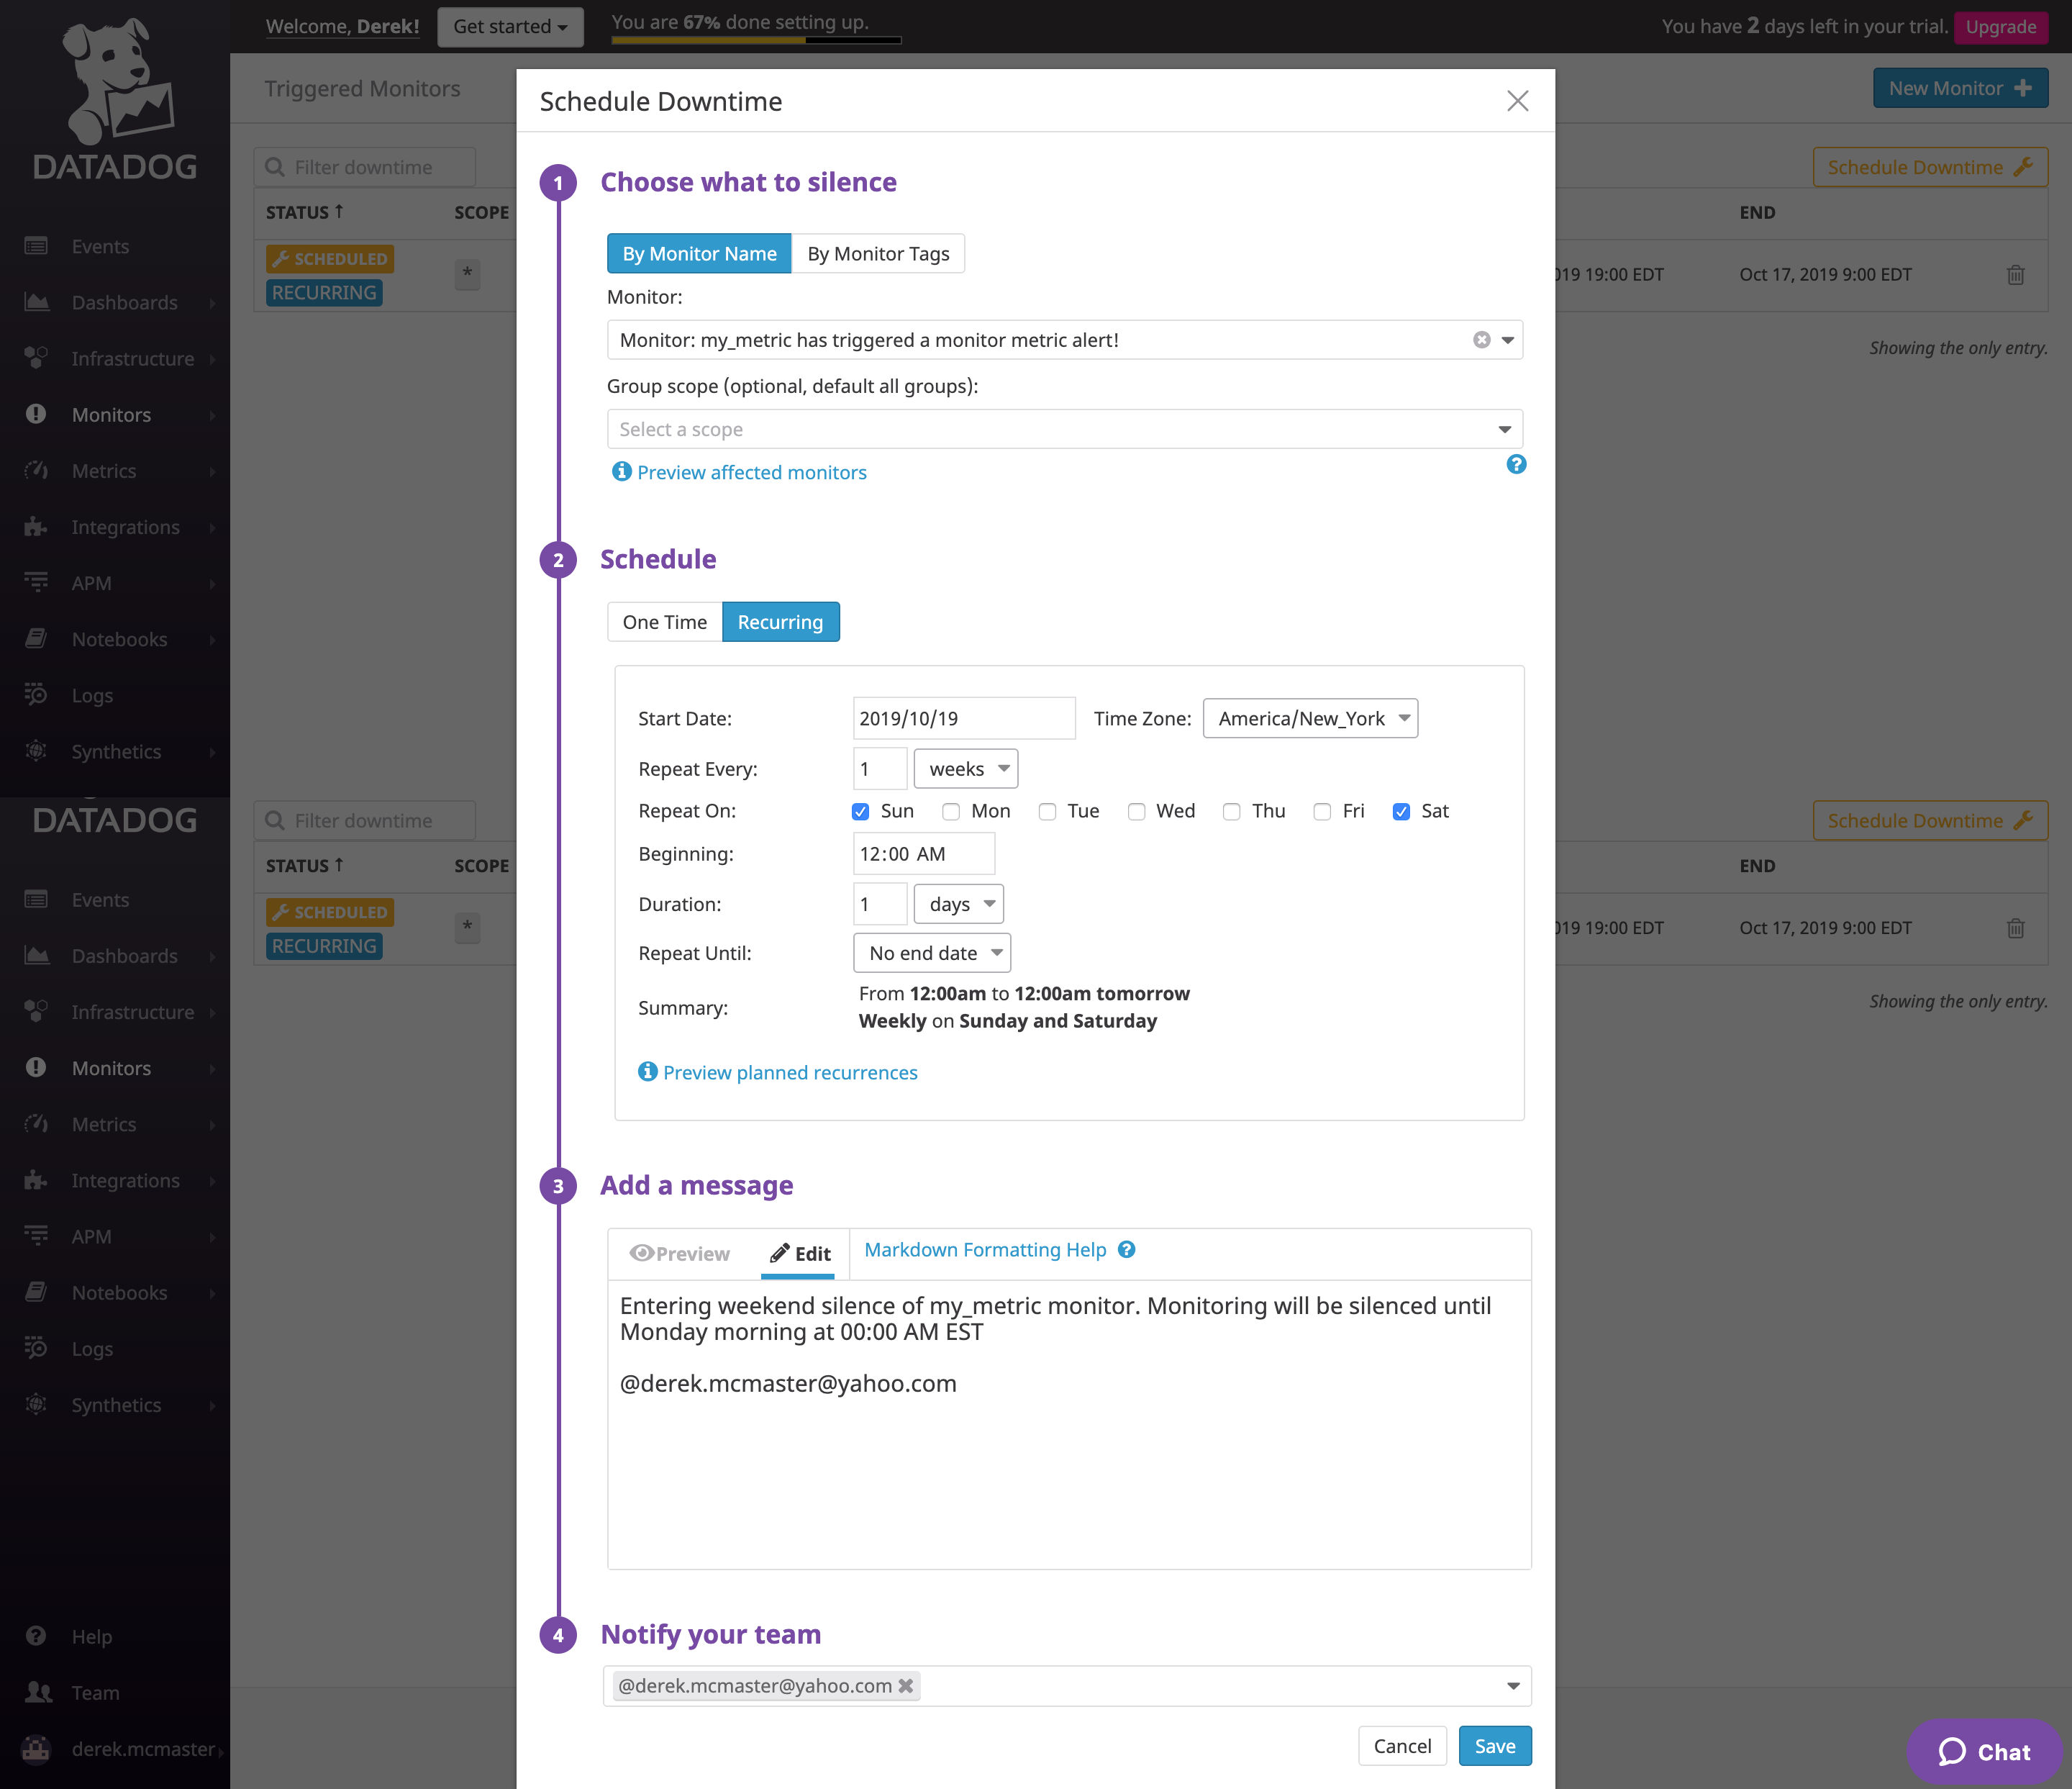 Welcome, Derek!
Get started
You are 67% done setting up.
You have 2 days left in your trial.
Upgrade
DATADOG
Events
Dashboards
Infrastructure
Monitors
Metrics
Integrations
APM
Notebooks
Logs
Synthetics
Triggered Monitors
New Monitor
Filter downtime
Schedule Downtime
STATUS ↑ SCOPE END
SCHEDULED
RECURRING
*
019 19:00 EDT Oct 17, 2019 9:00 EDT
Showing the only entry.
DATADOG
Events
Dashboards
Infrastructure
Monitors
Metrics
Integrations
APM
Notebooks
Logs
Synthetics
Help
Team
derek.mcmaster
Filter downtime
Schedule Downtime
STATUS ↑ SCOPE END
SCHEDULED
RECURRING
*
019 19:00 EDT Oct 17, 2019 9:00 EDT
Showing the only entry.
Schedule Downtime
1 Choose what to silence
By Monitor Name By Monitor Tags
Monitor:
Monitor: my_metric has triggered a monitor metric alert!
Group scope (optional, default all groups):
Select a scope
Preview affected monitors
2 Schedule
One Time Recurring
Start Date: 2019/10/19 Time Zone: America/New_York
Repeat Every: 1 weeks
Repeat On: Sun Mon Tue Wed Thu Fri Sat
Beginning: 12:00 AM
Duration: 1 days
Repeat Until: No end date
Summary: From 12:00am to 12:00am tomorrow
Weekly on Sunday and Saturday
Preview planned recurrences
3 Add a message
Preview Edit Markdown Formatting Help
Entering weekend silence of my_metric monitor. Monitoring will be silenced until
Monday morning at 00:00 AM EST
@derek.mcmaster@yahoo.com
4 Notify your team
@derek.mcmaster@yahoo.com
Cancel Save
Chat